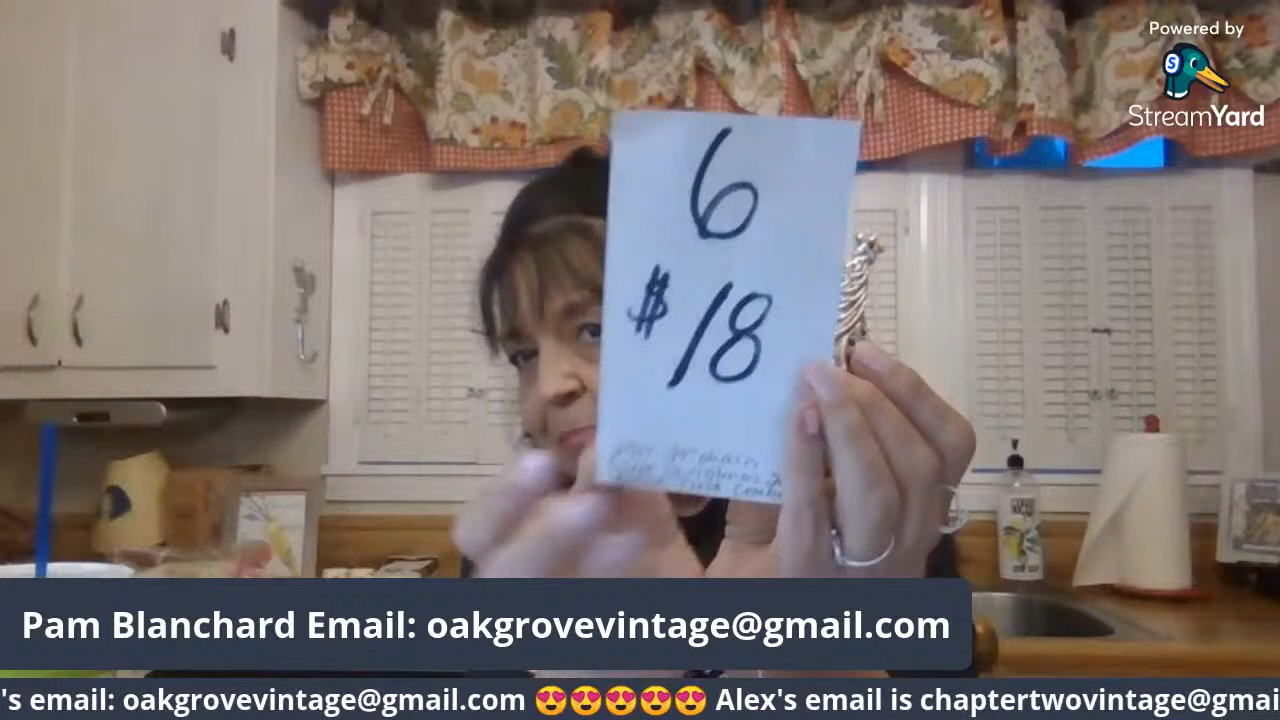 Powered by
StreamYard
6
$18
Pam Blanchard Email: oakgrovevintage@gmail.com
's email: oakgrovevintage@gmail.com 😍😍😍😍😍 Alex's email is chaptertwovintage@gmai